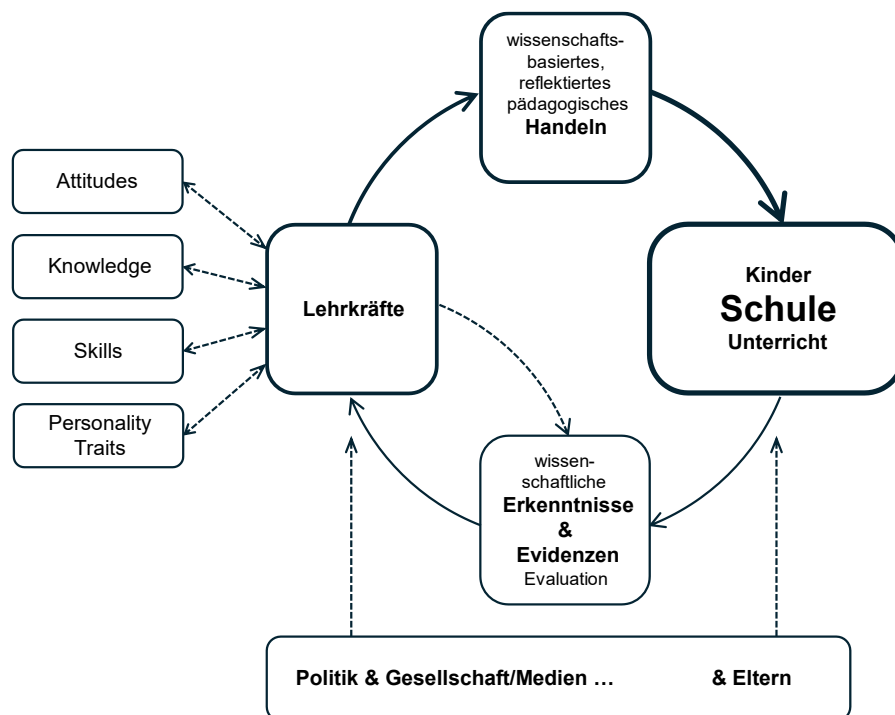 wissenschafts-
basiertes,
reflektiertes
pädagogisches
Handeln
Attitudes
Knowledge
Skills
Personality
Traits
Lehrkräfte
Kinder
Schule
Unterricht
wissen-
schaftliche
Erkenntnisse
&
Evidenzen
Evaluation
Politik & Gesellschaft/Medien … & Eltern